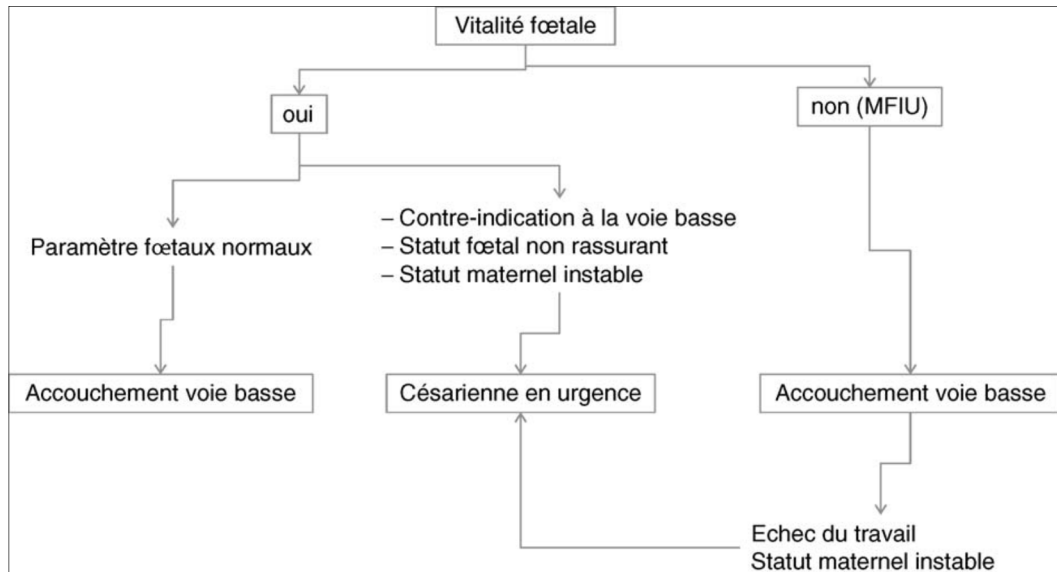 Vitalité fœtale
oui
non (MFIU)
Paramètre fœtaux normaux
– Contre-indication à la voie basse
– Statut fœtal non rassurant
– Statut maternel instable
Accouchement voie basse
Césarienne en urgence
Accouchement voie basse
Echec du travail
Statut maternel instable